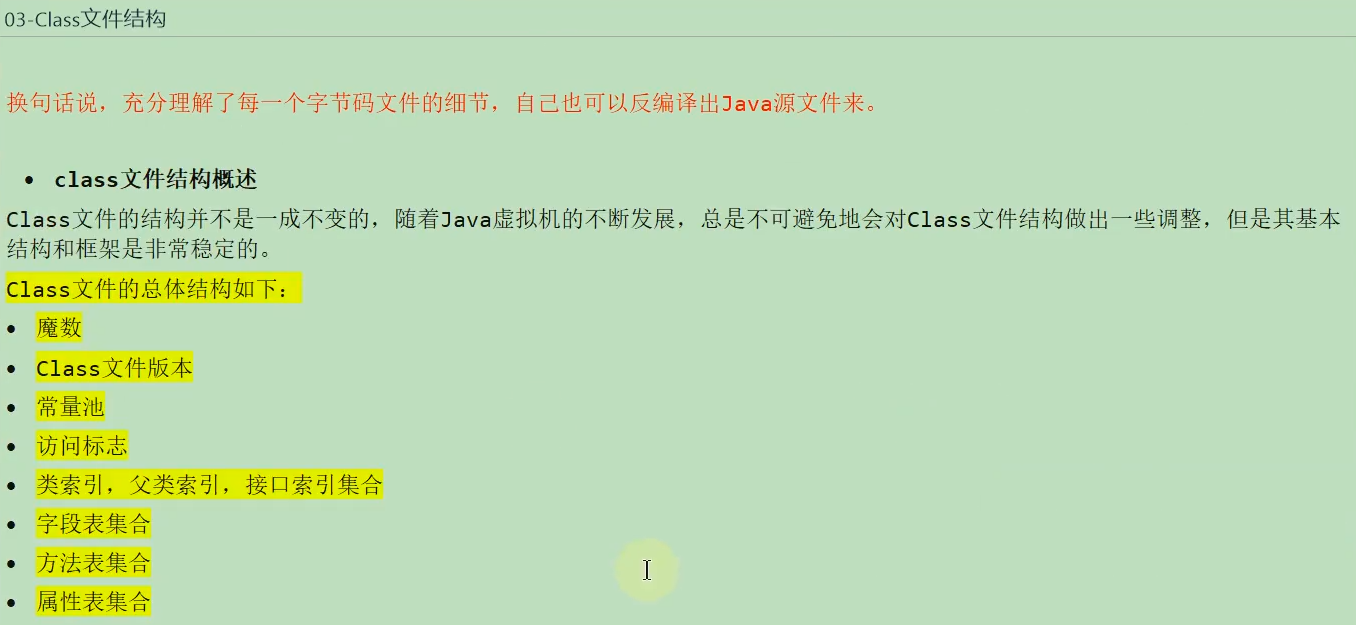 03-Class文件结构
换句话说，充分理解了每一个字节码文件的细节，自己也可以反编译出Java源文件来。
• class文件结构概述
Class文件的结构并不是一成不变的，随着Java虚拟机的不断发展，总是不可避免地会对Class文件结构做出一些调整，但是其基本
结构和框架是非常稳定的。
Class文件的总体结构如下：
• 魔数
• Class文件版本
• 常量池
• 访问标志
• 类索引，父类索引，接口索引集合
• 字段表集合
• 方法表集合
• 属性表集合